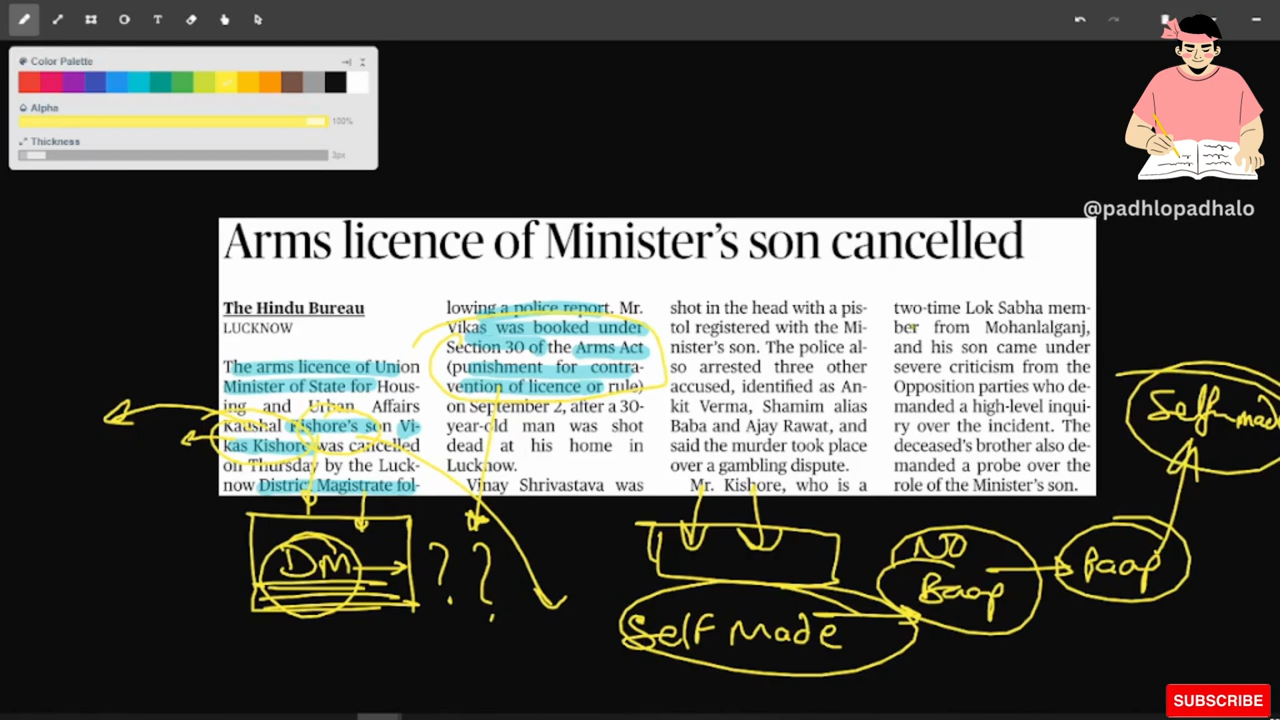 Color Palette
Alpha
100%
Thickness
3px
@padhlopadhalo
Arms licence of Minister's son cancelled
The Hindu Bureau
LUCKNOW
The arms licence of Union
Minister of State for Hous-
ing and Urban Affairs
Kaushal Kishore's son Vi-
kas Kishore was cancelled
on Thursday by the Luck-
now District Magistrate fol-
lowing a police report. Mr.
Vikas was booked under
Section 30 of the Arms Act
(punishment for contra-
vention of licence or rule)
on September 2, after a 30-
year-old man was shot
dead at his home in
Lucknow.
Vinay Shrivastava was
shot in the head with a pis-
tol registered with the Mi-
nister's son. The police al-
so arrested three other
accused, identified as An-
kit Verma, Shamim alias
Baba and Ajay Rawat, and
said the murder took place
over a gambling dispute.
Mr. Kishore, who is a
two-time Lok Sabha mem-
ber from Mohanlalganj,
and his son came under
severe criticism from the
Opposition parties who de-
manded a high-level inqui-
ry over the incident. The
deceased's brother also de-
manded a probe over the
role of the Minister's son.
Self made
DM
? ?
Self Made
NO
Baap
Baap
SUBSCRIBE